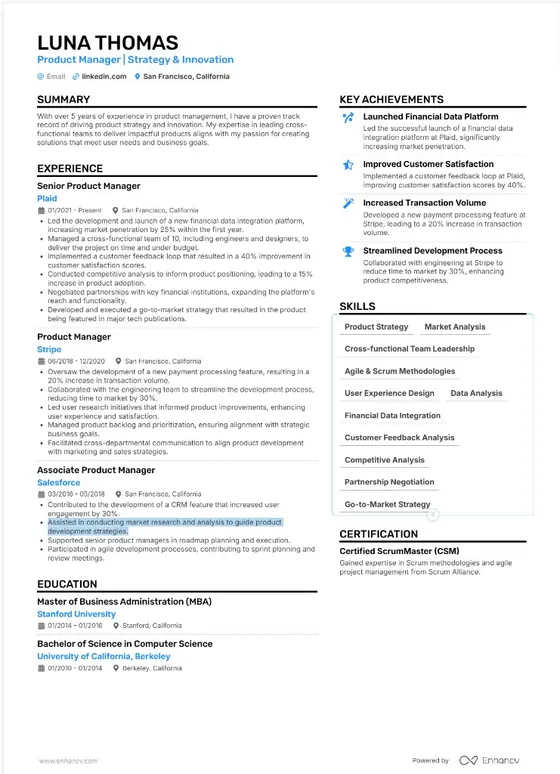 LUNA THOMAS
Product Manager | Strategy & Innovation
Email linkedin.com San Francisco, California
SUMMARY
With over 5 years of experience in product management, I have a proven track
record of driving product strategy and innovation. My expertise in leading cross-
functional teams to deliver impactful products aligns with my passion for creating
solutions that meet user needs and business goals.
EXPERIENCE
Senior Product Manager
Plaid
01/2021 - Present San Francisco, California
• Led the development and launch of a new financial data integration platform,
increasing market penetration by 25% within the first year.
• Managed a cross-functional team of 10, including engineers and designers, to
deliver the project on time and under budget.
• Implemented a customer feedback loop that resulted in a 40% improvement in
customer satisfaction scores.
• Conducted competitive analysis to inform product positioning, leading to a 15%
increase in product adoption.
• Negotiated partnerships with key financial institutions, expanding the platform's
reach and functionality.
• Developed and executed a go-to-market strategy that resulted in the product
being featured in major tech publications.
Product Manager
Stripe
06/2018 - 12/2020 San Francisco, California
• Oversaw the development of a new payment processing feature, resulting in a
20% increase in transaction volume.
• Collaborated with the engineering team to streamline the development process,
reducing time to market by 30%.
• Led user research initiatives that informed product improvements, enhancing
user experience and satisfaction.
• Managed product backlog and prioritization, ensuring alignment with strategic
business goals.
• Facilitated cross-departmental communication to align product development
with marketing and sales strategies.
Associate Product Manager
Salesforce
03/2016 - 05/2018 San Francisco, California
• Contributed to the development of a CRM feature that increased user
engagement by 30%.
• Assisted in conducting market research and analysis to guide product
development strategies.
• Supported senior product managers in roadmap planning and execution.
• Participated in agile development processes, contributing to sprint planning and
review meetings.
EDUCATION
Master of Business Administration (MBA)
Stanford University
01/2014 - 01/2016 Stanford, California
Bachelor of Science in Computer Science
University of California, Berkeley
01/2010 - 01/2014 Berkeley, California
KEY ACHIEVEMENTS
Launched Financial Data Platform
Led the successful launch of a financial data
integration platform at Plaid, significantly
increasing market penetration.
Improved Customer Satisfaction
Implemented a customer feedback loop at Plaid,
improving customer satisfaction scores by 40%.
Increased Transaction Volume
Developed a new payment processing feature at
Stripe, leading to a 20% increase in transaction
volume.
Streamlined Development Process
Collaborated with engineering at Stripe to
reduce time to market by 30%, enhancing
product competitiveness.
SKILLS
Product Strategy Market Analysis
Cross-functional Team Leadership
Agile & Scrum Methodologies
User Experience Design Data Analysis
Financial Data Integration
Customer Feedback Analysis
Competitive Analysis
Partnership Negotiation
Go-to-Market Strategy
CERTIFICATION
Certified ScrumMaster (CSM)
Gained expertise in Scrum methodologies and agile
project management from Scrum Alliance.
www.enhancv.com
Powered by Enhancv